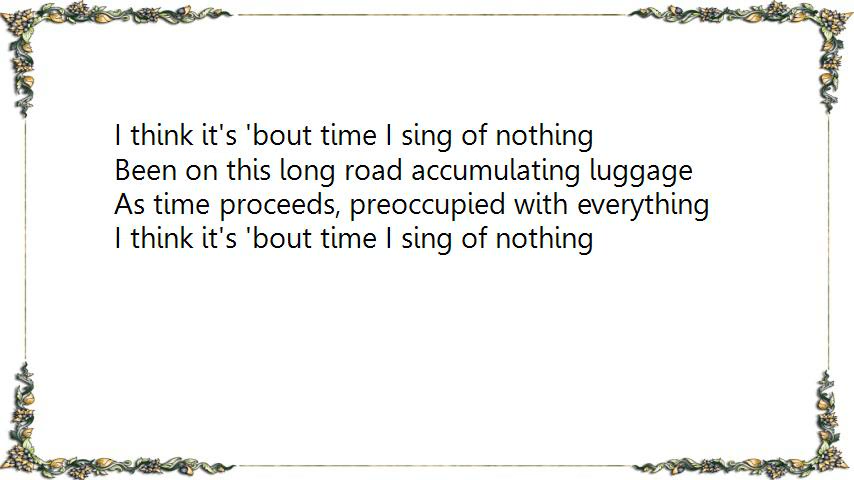 I think it's 'bout time I sing of nothing
Been on this long road accumulating luggage
As time proceeds, preoccupied with everything
I think it's 'bout time I sing of nothing